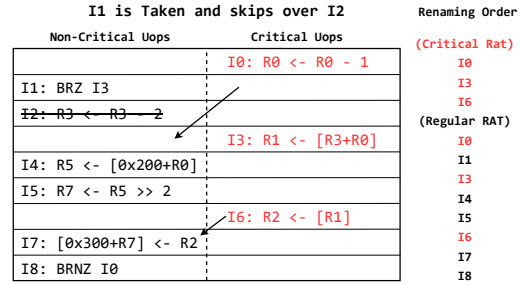 I1 is Taken and skips over I2
Non-Critical Uops Critical Uops
I0: R0 <- R0 - 1
I1: BRZ I3
I2: R3 <- R3 - 2
I3: R1 <- [R3+R0]
I4: R5 <- [0x200+R0]
I5: R7 <- R5 >> 2
I6: R2 <- [R1]
I7: [0x300+R7] <- R2
I8: BRNZ I0
Renaming Order
(Critical Rat)
I0
I3
I6
(Regular RAT)
I0
I1
I3
I4
I5
I6
I7
I8